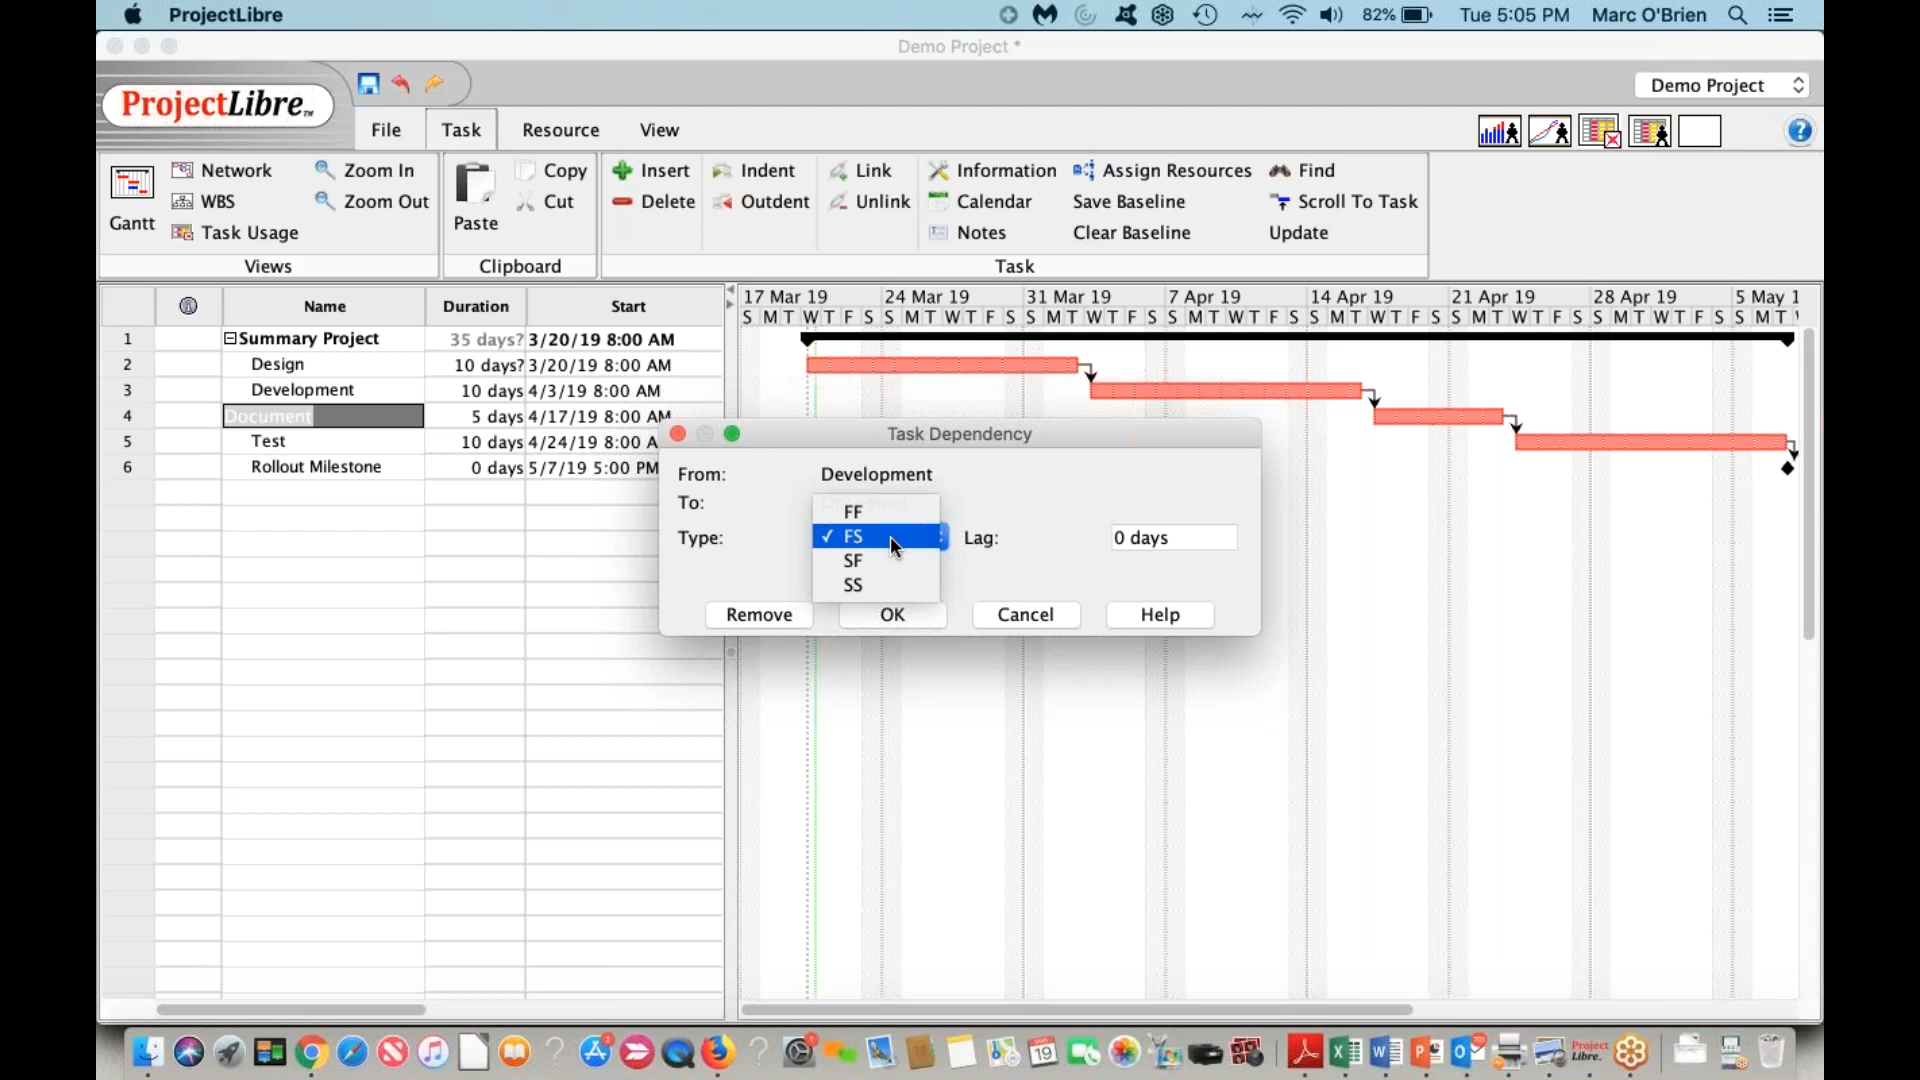 ProjectLibre 82% Tue 5:05 PM Marc O'Brien
Demo Project *
ProjectLibre™ Demo Project
File Task Resource View
Network Zoom In Copy Insert Indent Link Information Assign Resources Find
WBS Zoom Out Cut Delete Outdent Unlink Calendar Save Baseline Scroll To Task
Gantt Task Usage Paste Notes Clear Baseline Update
Views Clipboard Task
Name Duration Start 17 Mar 19 24 Mar 19 31 Mar 19 7 Apr 19 14 Apr 19 21 Apr 19 28 Apr 19 5 May 1
S M T W T F S S M T W T F S S M T W T F S S M T W T F S S M T W T F S S M T W T F S S M T W T F S S M T
1 Summary Project 35 days? 3/20/19 8:00 AM
2 Design 10 days? 3/20/19 8:00 AM
3 Development 10 days 4/3/19 8:00 AM
4 Document 5 days 4/17/19 8:00 AM
5 Test 10 days 4/24/19 8:00 A
6 Rollout Milestone 0 days 5/7/19 5:00 PM
Task Dependency
From: Development
To:
FF
Type: ✓ FS Lag: 0 days
SF
SS
Remove OK Cancel Help
19
Project
Libre.